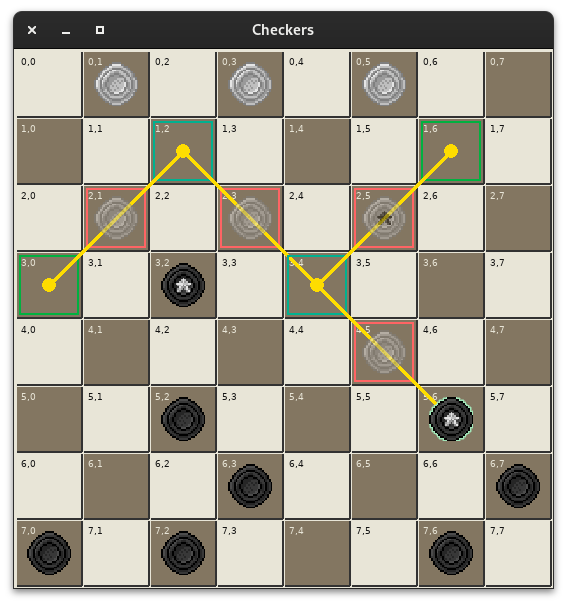 Checkers
0,0 0,1 0,2 0,3 0,4 0,5 0,6 0,7
1,0 1,1 1,2 1,3 1,4 1,5 1,6 1,7
2,0 2,1 2,2 2,3 2,4 2,5 2,6 2,7
3,0 3,1 3,2 3,3 3,4 3,5 3,6 3,7
4,0 4,1 4,2 4,3 4,4 4,5 4,6 4,7
5,0 5,1 5,2 5,3 5,4 5,5 5,6 5,7
6,0 6,1 6,2 6,3 6,4 6,5 6,6 6,7
7,0 7,1 7,2 7,3 7,4 7,5 7,6 7,7